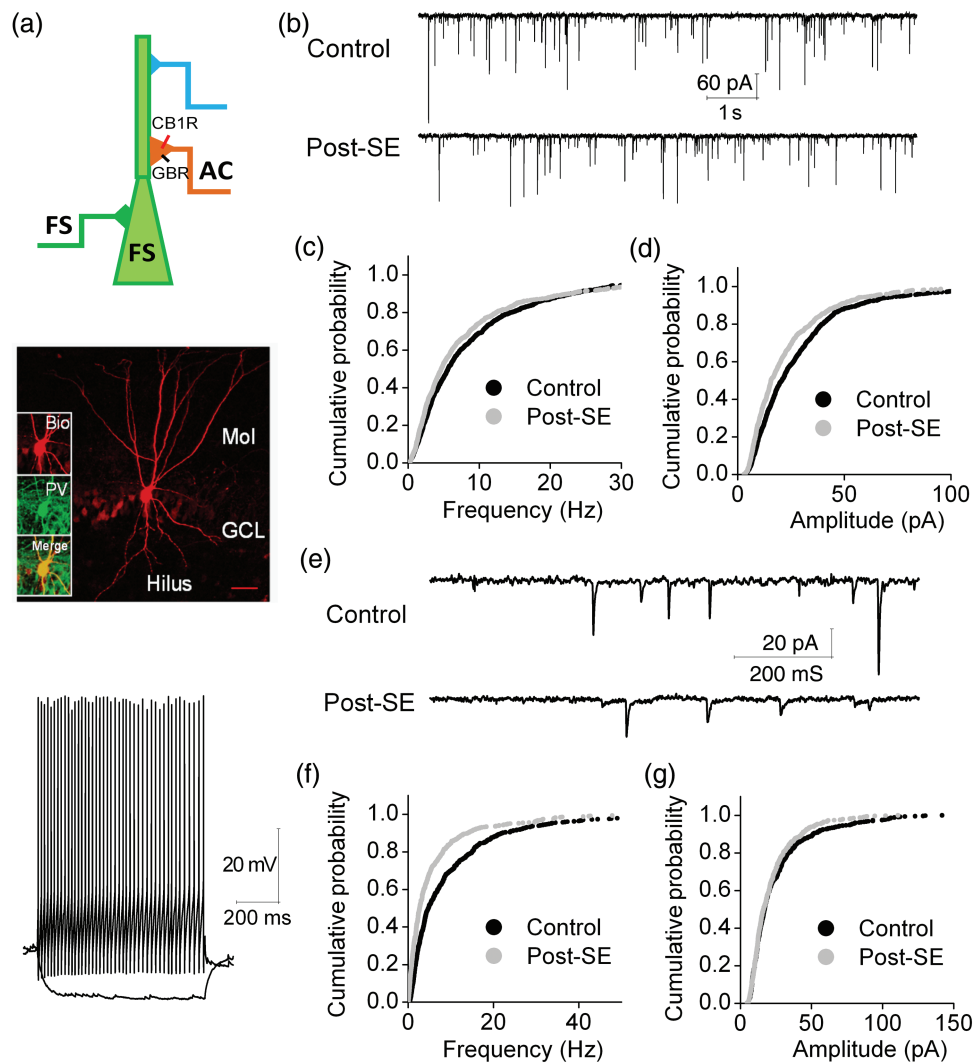 (a)
CB1R
GBR
AC
FS
FS
Bio
PV
Merge
Mol
GCL
Hilus
20 mV
200 ms
(b)
Control
60 pA
1 s
Post-SE
(c)
Cumulative probability
1.0
0.8
0.6
0.4
0.2
0.0
Control
Post-SE
0
10
20
30
Frequency (Hz)
(d)
Cumulative probability
1.0
0.8
0.6
0.4
0.2
0.0
Control
Post-SE
0
50
100
Amplitude (pA)
(e)
Control
20 pA
200 mS
Post-SE
(f)
Cumulative probability
1.0
0.8
0.6
0.4
0.2
0.0
Control
Post-SE
0
20
40
Frequency (Hz)
(g)
Cumulative probability
1.0
0.8
0.6
0.4
0.2
0.0
Control
Post-SE
0
50
100
150
Amplitude (pA)